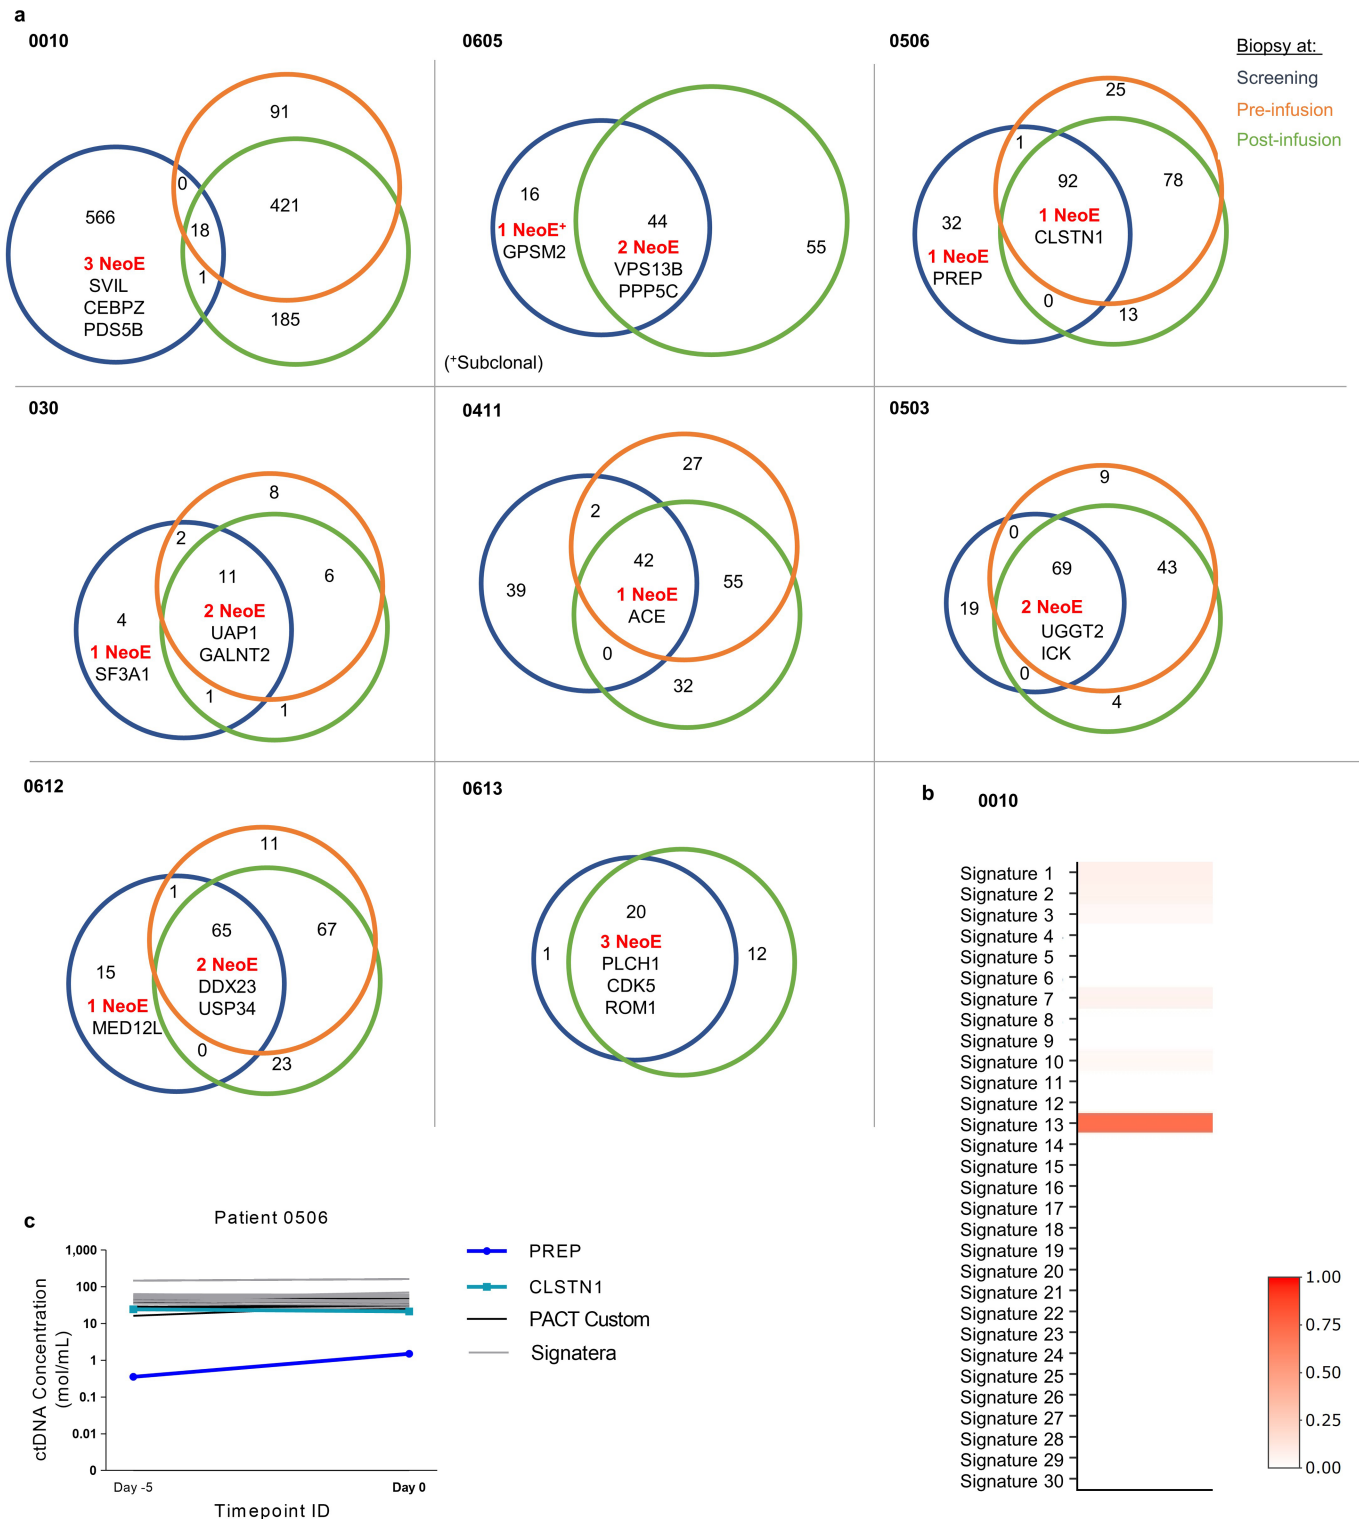 a
0010
91
0
421
566
18
3 NeoE
SVIL
CEBPZ
PDS5B
1
185
0605
16
1 NeoE+
GPSM2
44
2 NeoE
VPS13B
PPP5C
55
(+Subclonal)
0506
25
1
92
78
1 NeoE
CLSTN1
32
1 NeoE
PREP
0
13
Biopsy at:
Screening
Pre-infusion
Post-infusion
030
8
2
11
6
2 NeoE
UAP1
GALNT2
4
1 NeoE
SF3A1
1
1
0411
27
2
42
55
39
1 NeoE
ACE
0
32
0503
9
0
69
43
19
2 NeoE
UGGT2
ICK
0
4
0612
11
1
65
67
2 NeoE
DDX23
USP34
15
1 NeoE
MED12L
0
23
0613
20
3 NeoE
PLCH1
CDK5
ROM1
1
12
b
0010
Signature 1
Signature 2
Signature 3
Signature 4
Signature 5
Signature 6
Signature 7
Signature 8
Signature 9
Signature 10
Signature 11
Signature 12
Signature 13
Signature 14
Signature 15
Signature 16
Signature 17
Signature 18
Signature 19
Signature 20
Signature 21
Signature 22
Signature 23
Signature 24
Signature 25
Signature 26
Signature 27
Signature 28
Signature 29
Signature 30
1.00
0.75
0.50
0.25
0.00
c
Patient 0506
ctDNA Concentration
(mol/mL)
1,000
100
10
1
0.1
0.01
0
Day -5
Day 0
Timepoint ID
PREP
CLSTN1
PACT Custom
Signatera